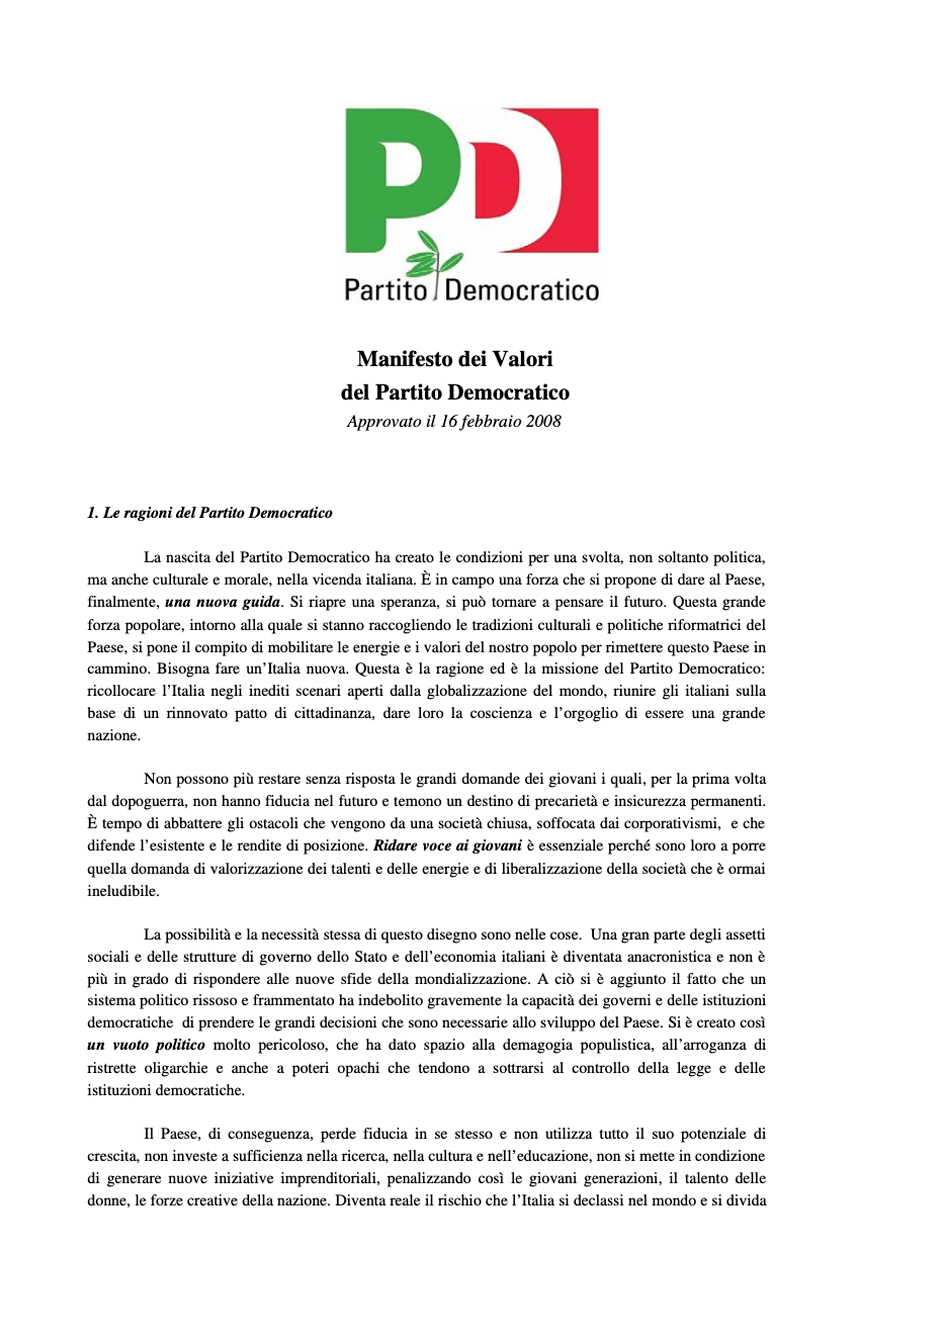 PD
Partito Democratico
Manifesto dei Valori
del Partito Democratico
Approvato il 16 febbraio 2008
1. Le ragioni del Partito Democratico
La nascita del Partito Democratico ha creato le condizioni per una svolta, non soltanto politica,
ma anche culturale e morale, nella vicenda italiana. È in campo una forza che si propone di dare al Paese,
finalmente, una nuova guida. Si riapre una speranza, si può tornare a pensare il futuro. Questa grande
forza popolare, intorno alla quale si stanno raccogliendo le tradizioni culturali e politiche riformatrici del
Paese, si pone il compito di mobilitare le energie e i valori del nostro popolo per rimettere questo Paese in
cammino. Bisogna fare un’Italia nuova. Questa è la ragione ed è la missione del Partito Democratico:
ricollocare l’Italia negli inediti scenari aperti dalla globalizzazione del mondo, riunire gli italiani sulla
base di un rinnovato patto di cittadinanza, dare loro la coscienza e l’orgoglio di essere una grande
nazione.
Non possono più restare senza risposta le grandi domande dei giovani i quali, per la prima volta
dal dopoguerra, non hanno fiducia nel futuro e temono un destino di precarietà e insicurezza permanenti.
È tempo di abbattere gli ostacoli che vengono da una società chiusa, soffocata dai corporativismi,  e che
difende l’esistente e le rendite di posizione. Ridare voce ai giovani è essenziale perché sono loro a porre
quella domanda di valorizzazione dei talenti e delle energie e di liberalizzazione della società che è ormai
ineludibile.
La possibilità e la necessità stessa di questo disegno sono nelle cose.  Una gran parte degli assetti
sociali e delle strutture di governo dello Stato e dell’economia italiani è diventata anacronistica e non è
più in grado di rispondere alle nuove sfide della mondializzazione. A ciò si è aggiunto il fatto che un
sistema politico rissoso e frammentato ha indebolito gravemente la capacità dei governi e delle istituzioni
democratiche  di prendere le grandi decisioni che sono necessarie allo sviluppo del Paese. Si è creato così
un vuoto politico molto pericoloso, che ha dato spazio alla demagogia populistica, all’arroganza di
ristrette oligarchie e anche a poteri opachi che tendono a sottrarsi al controllo della legge e delle
istituzioni democratiche.
Il Paese, di conseguenza, perde fiducia in se stesso e non utilizza tutto il suo potenziale di
crescita, non investe a sufficienza nella ricerca, nella cultura e nell’educazione, non si mette in condizione
di generare nuove iniziative imprenditoriali, penalizzando così le giovani generazioni, il talento delle
donne, le forze creative della nazione. Diventa reale il rischio che l’Italia si declassi nel mondo e si divida